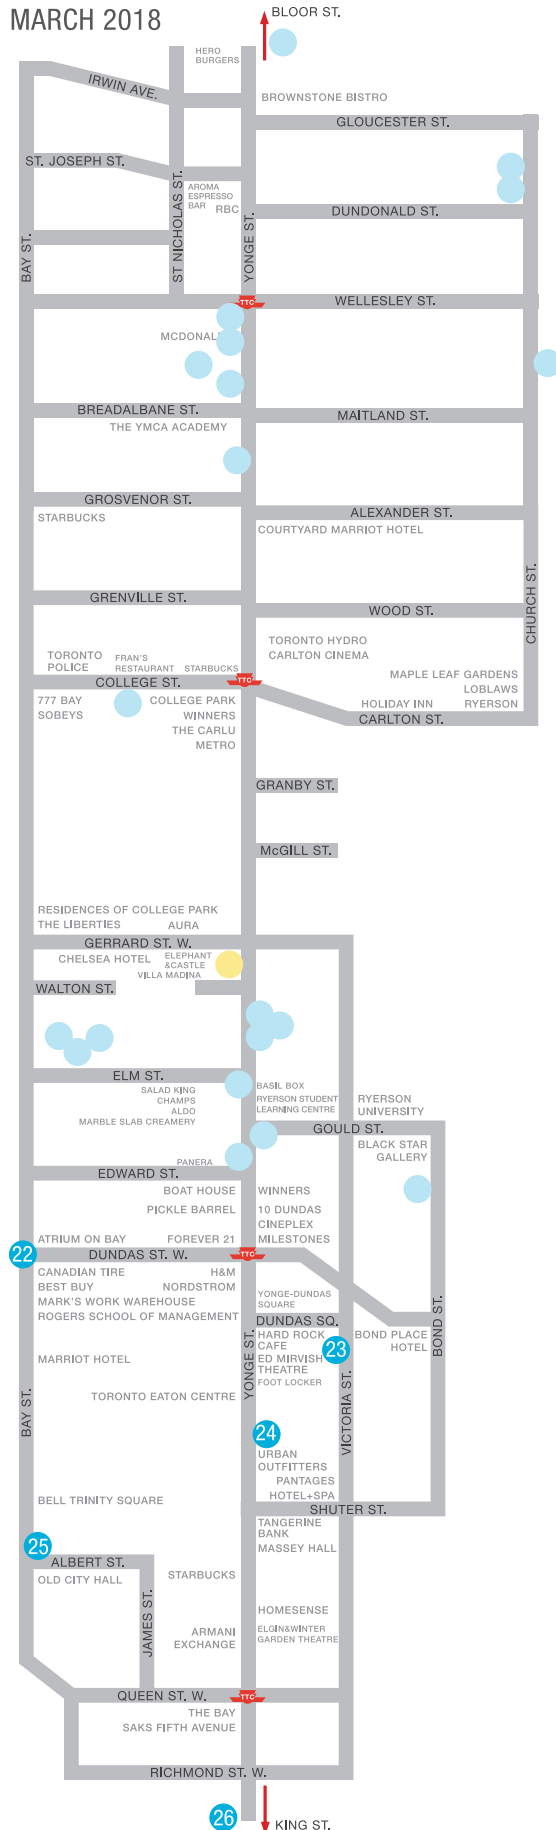 MARCH 2018
BLOOR ST.
HERO
BURGERS
IRWIN AVE.
BROWNSTONE BISTRO
GLOUCESTER ST.
ST. JOSEPH ST.
AROMA
ESPRESSO
BAR
RBC
ST NICHOLAS ST.
YONGE ST.
BAY ST.
DUNDONALD ST.
TTC
WELLESLEY ST.
BREADALBANE ST.
MAITLAND ST.
THE YMCA ACADEMY
GROSVENOR ST.
STARBUCKS
ALEXANDER ST.
COURTYARD MARRIOT HOTEL
CHURCH ST.
GRENVILLE ST.
WOOD ST.
TORONTO HYDRO
CARLTON CINEMA
TORONTO
POLICE
FRAN'S
RESTAURANT
STARBUCKS
COLLEGE ST.
TTC
MAPLE LEAF GARDENS
LOBLAWS
HOLIDAY INN
RYERSON
CARLTON ST.
777 BAY
SOBEYS
COLLEGE PARK
WINNERS
THE CARLU
METRO
GRANBY ST.
McGILL ST.
RESIDENCES OF COLLEGE PARK
THE LIBERTIES
AURA
GERRARD ST. W.
CHELSEA HOTEL
ELEPHANT
&CASTLE
VILLA MADINA
WALTON ST.
ELM ST.
SALAD KING
CHAMPS
ALDO
MARBLE SLAB CREAMERY
BASIL BOX
RYERSON STUDENT
LEARNING CENTRE
RYERSON
UNIVERSITY
GOULD ST.
BLACK STAR
GALLERY
PANERA
EDWARD ST.
BOAT HOUSE
WINNERS
PICKLE BARREL
10 DUNDAS
CINEPLEX
ATRIUM ON BAY
FOREVER 21
MILESTONES
22
DUNDAS ST. W.
TTC
CANADIAN TIRE
H&M
BEST BUY
NORDSTROM
MARK'S WORK WAREHOUSE
ROGERS SCHOOL OF MANAGEMENT
YONGE-DUNDAS
SQUARE
DUNDAS SQ.
HARD ROCK
CAFE
ED MIRVISH
THEATRE
FOOT LOCKER
23
BOND PLACE
HOTEL
BOND ST.
MARRIOT HOTEL
YONGE ST.
VICTORIA ST.
BAY ST.
TORONTO EATON CENTRE
24
URBAN
OUTFITTERS
PANTAGES
HOTEL+SPA
BELL TRINITY SQUARE
SHUTER ST.
TANGERINE
BANK
MASSEY HALL
25
ALBERT ST.
OLD CITY HALL
STARBUCKS
JAMES ST.
HOMESENSE
ARMANI
EXCHANGE
ELGIN&WINTER
GARDEN THEATRE
QUEEN ST. W.
TTC
THE BAY
SAKS FIFTH AVENUE
RICHMOND ST. W.
26
KING ST.